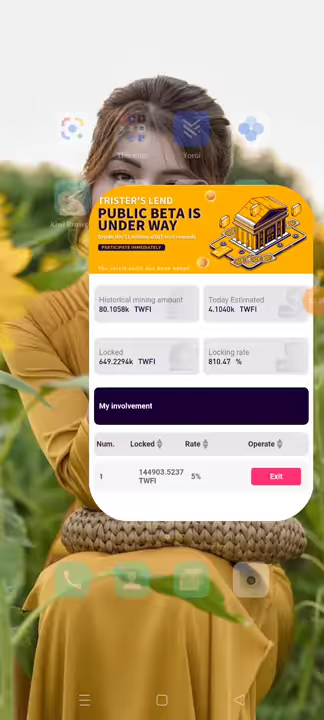 Yoroi
Kiwi Brows
TRISTER'S LEND
PUBLIC BETA IS
UNDER WAY
PARTICIPATE IMMEDIATELY
Historical mining amount
80.1058k TWFI
Today Estimated
4.1040k TWFI
Locked
649.2294k TWFI
Locking rate
810.47 %
My involvement
Num. Locked Rate Operate
1 144903.5237 TWFI 5% Exit